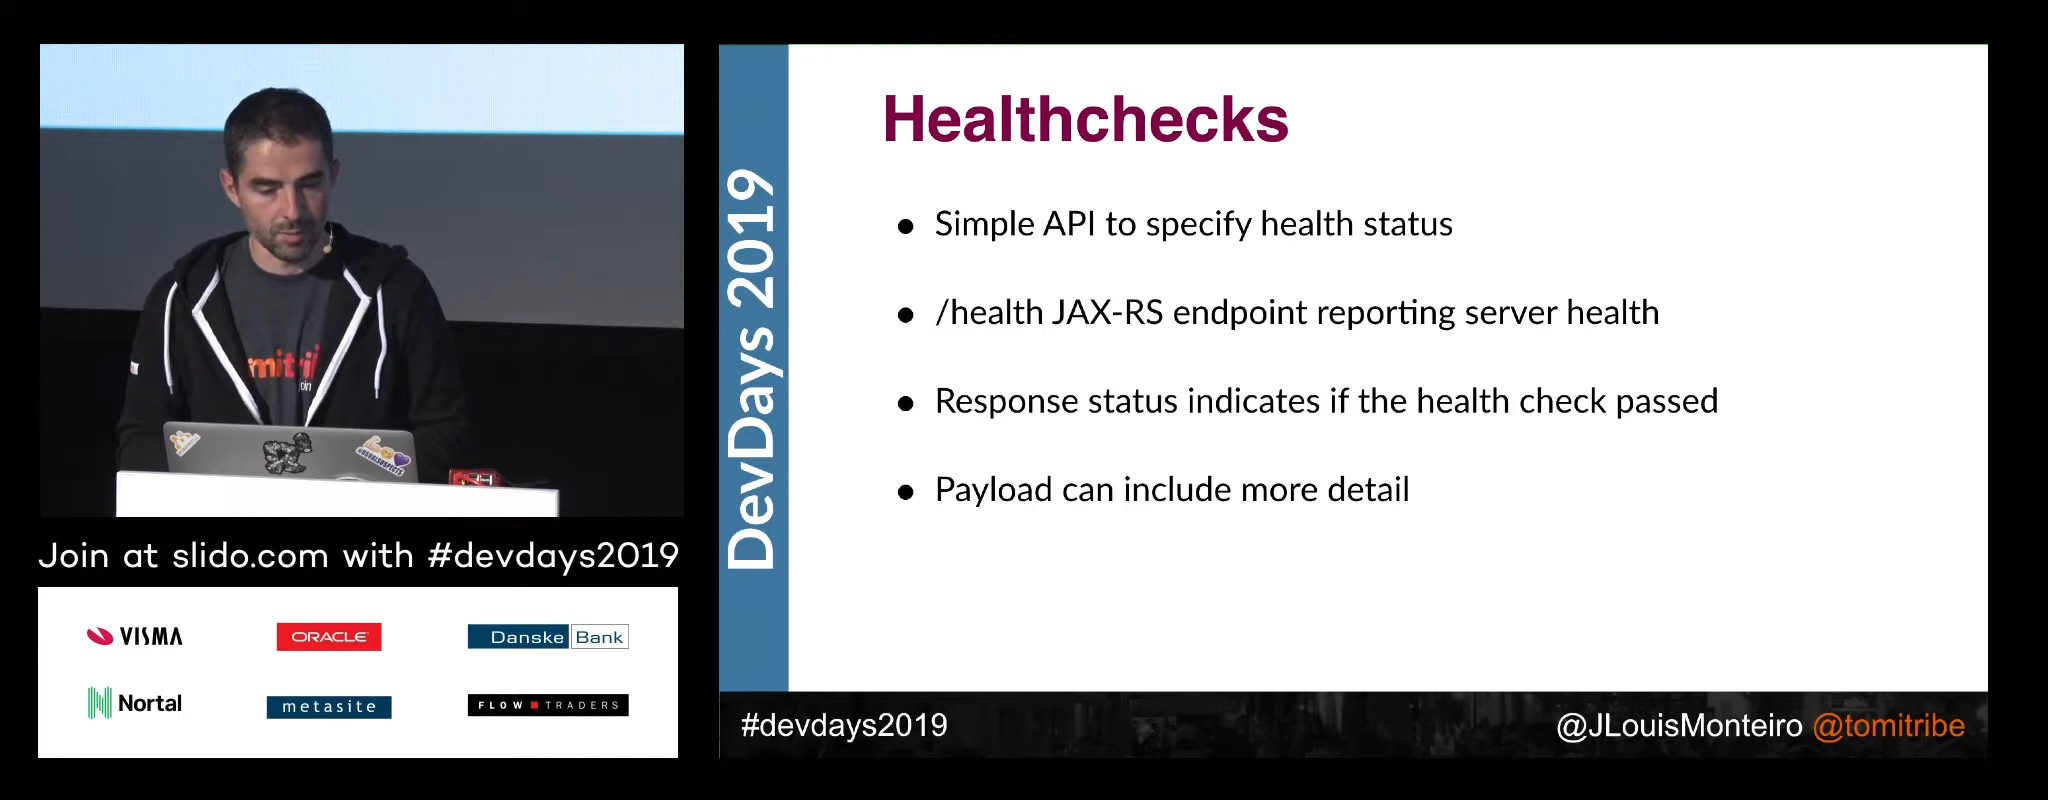 Healthchecks
● Simple API to specify health status
● /health JAX-RS endpoint reporting server health
● Response status indicates if the health check passed
● Payload can include more detail
DevDays 2019
#devdays2019
@JLouisMonteiro @tomitribe
Join at slido.com with #devdays2019
VISMA
ORACLE
Danske Bank
Nortal
metasite
FLOW TRADERS
#USUALSUSPECTS